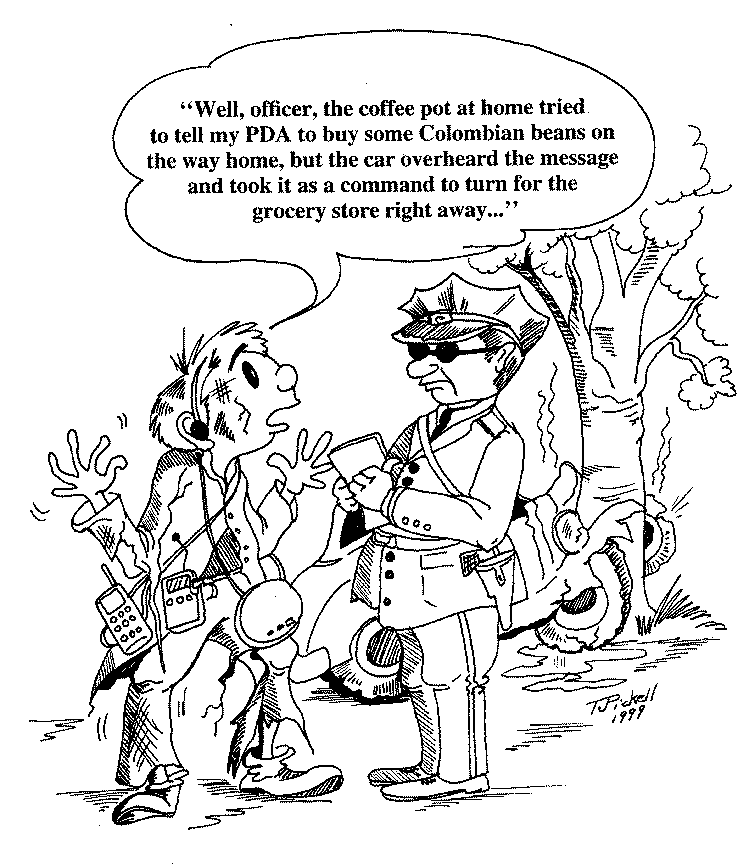 “Well, officer, the coffee pot at home tried
to tell my PDA to buy some Colombian beans on
the way home, but the car overheard the message
and took it as a command to turn for the
grocery store right away...”
T. Pickell
1999